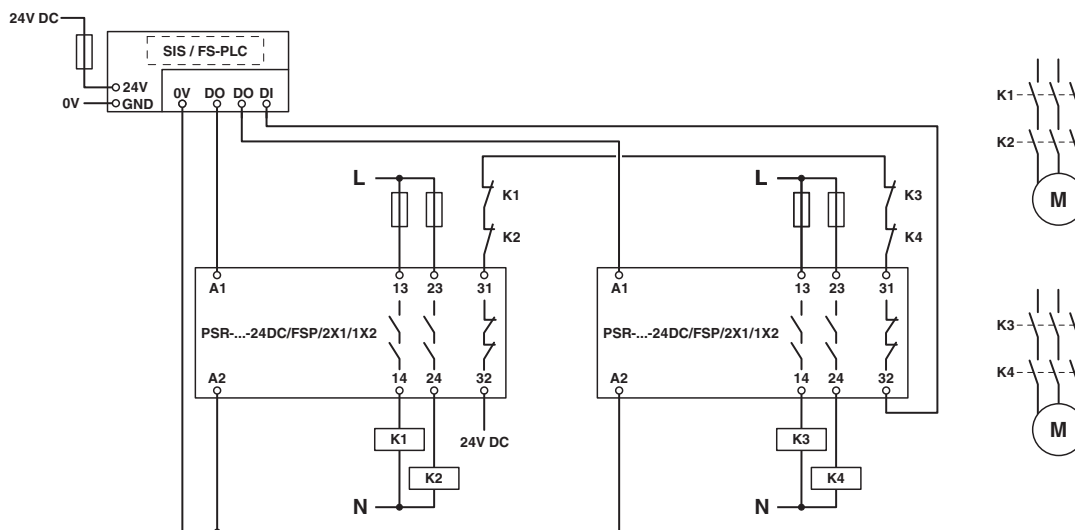 24V DC
SIS / FS-PLC
24V
0V
GND
0V DO DO DI
K1
K2
M
L
K1
K2
L
K3
K4
A1 13 23 31
PSR-...-24DC/FSP/2X1/1X2
A2 14 24 32
A1 13 23 31
PSR-...-24DC/FSP/2X1/1X2
A2 14 24 32
K3
K4
M
K1
K2
24V DC
N
K3
K4
N